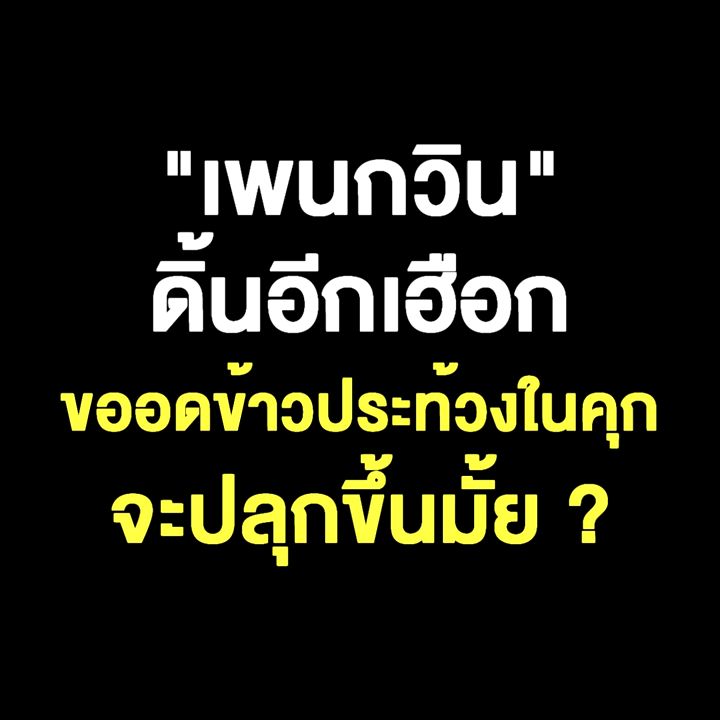 "เพนกวิน"
ดิ้นอีกเฮือก
ขออดข้าวประท้วงในคุก
จะปลุกขึ้นมั้ย ?